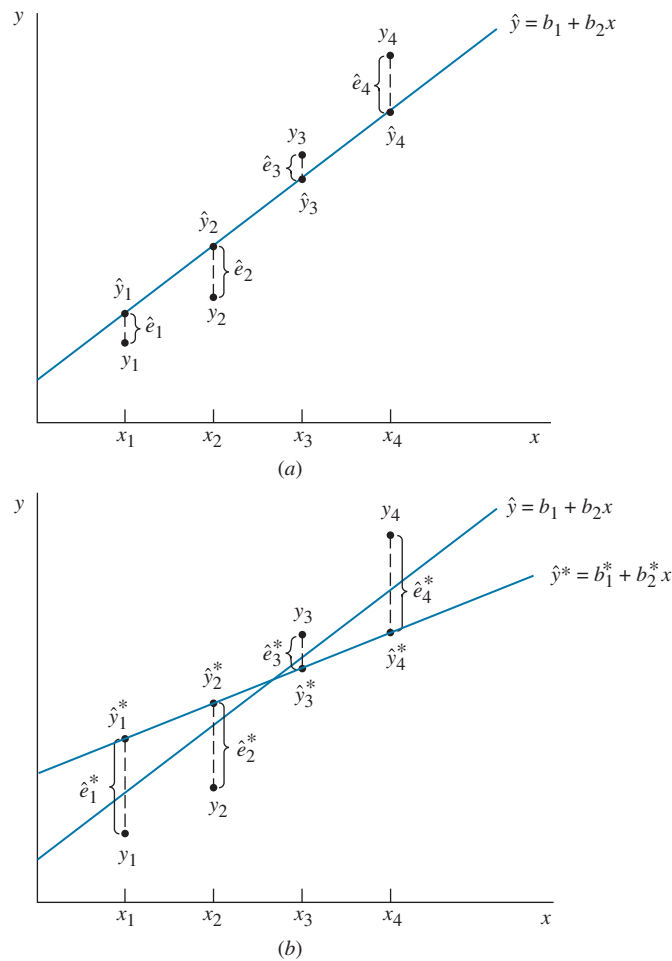 y
ŷ = b₁ + b₂x
y₄
ê₄
ŷ₄
y₃
ê₃
ŷ₃
ŷ₂
ê₂
y₂
ŷ₁
ê₁
y₁
x₁ x₂ x₃ x₄ x
(a)
y
ŷ = b₁ + b₂x
y₄
ŷ* = b₁* + b₂*x
ê₄*
ŷ₄*
y₃
ê₃*
ŷ₃*
ŷ₂*
ê₂*
y₂
ŷ₁*
ê₁*
y₁
x₁ x₂ x₃ x₄ x
(b)